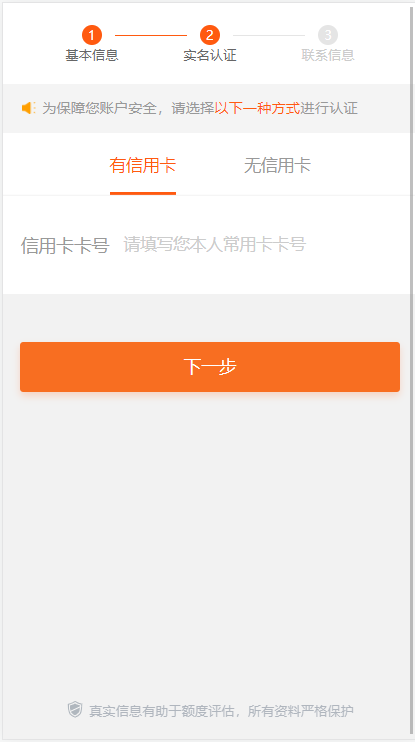 1 2 3
基本信息 实名认证 联系信息
为保障您账户安全，请选择以下一种方式进行认证
有信用卡 无信用卡
信用卡卡号 请填写您本人常用卡卡号
下一步
真实信息有助于额度评估，所有资料严格保护